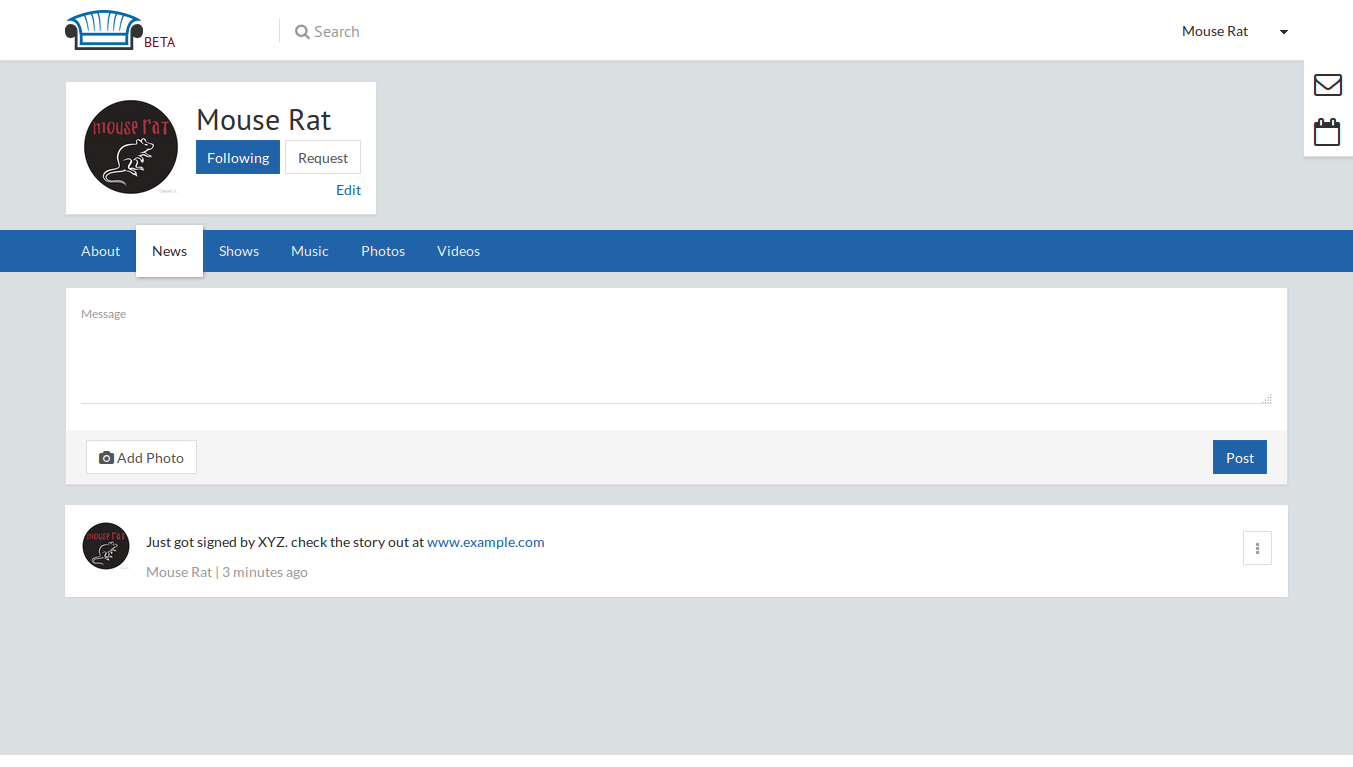 BETA
Search
Mouse Rat
mouse rat
Mouse Rat
Following
Request
Edit
About
News
Shows
Music
Photos
Videos
Message
Add Photo
Post
mouse rat
Just got signed by XYZ. check the story out at www.example.com
Mouse Rat | 3 minutes ago